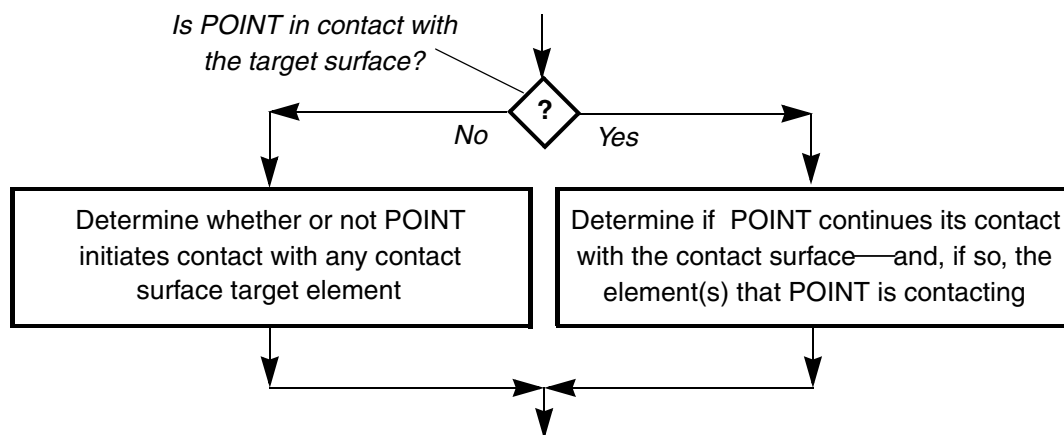 Is POINT in contact with
the target surface?
?
No
Yes
Determine whether or not POINT
initiates contact with any contact
surface target element
Determine if POINT continues its contact
with the contact surface—and, if so, the
element(s) that POINT is contacting